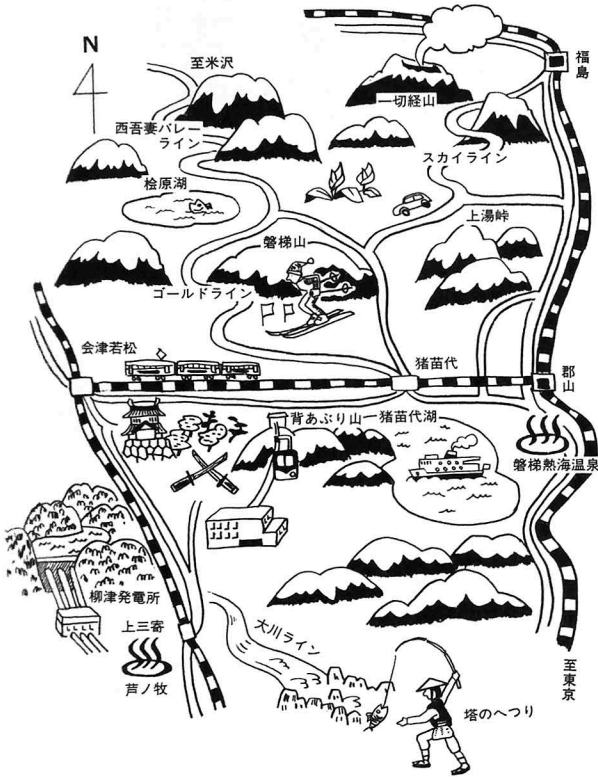 N
至米沢
福島
一切経山
西吾妻バレー
ライン
スカイライン
桧原湖
上湯峠
磐梯山
ゴールドライン
会津若松
猪苗代
郡山
背あぶり山
猪苗代湖
磐梯熱海温泉
柳津発電所
上三寄
大川ライン
芦ノ牧
至東京
塔のへつり